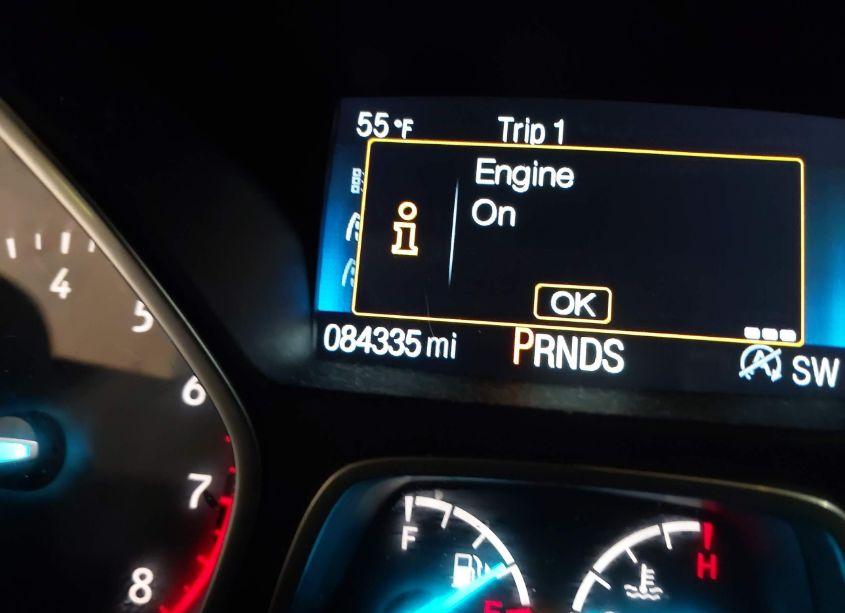 55°F Trip 1
Engine
On
OK
084335 mi PRNDS SW
4
5
6
7
8
F
E
H